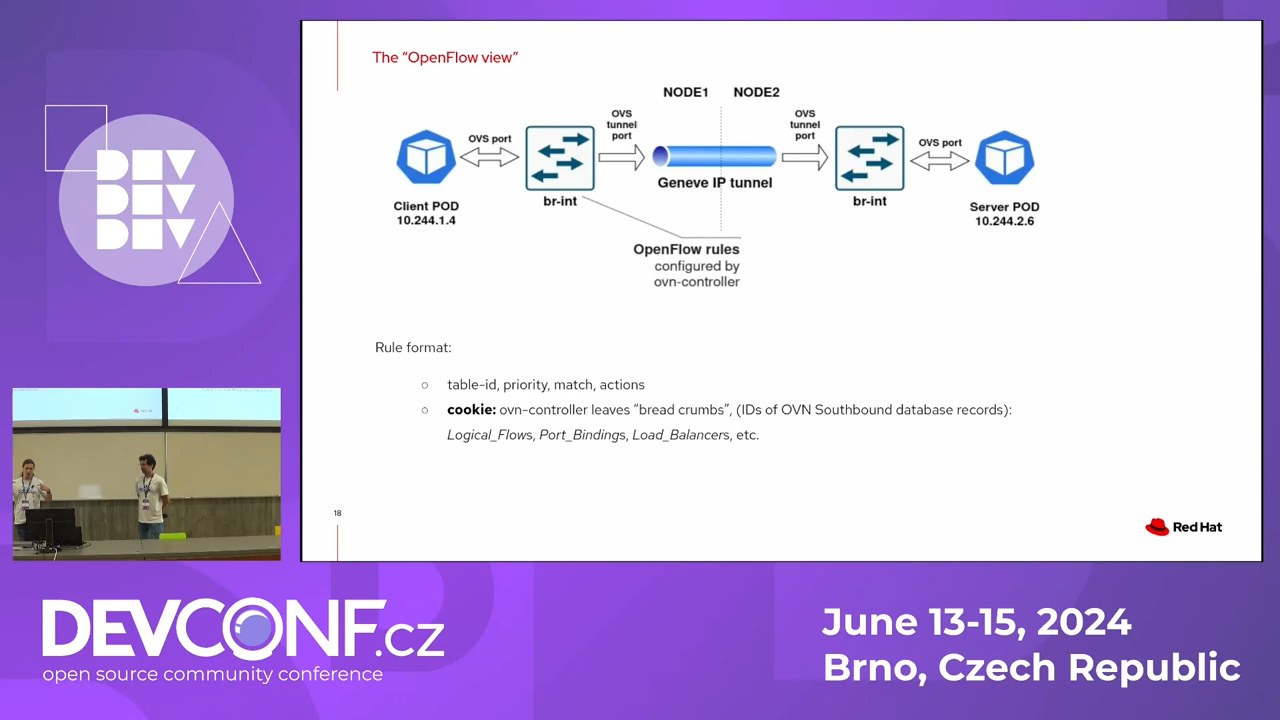 DEV
DEV
DEV
The “OpenFlow view”
NODE1 NODE2
OVS port
OVS
tunnel
port
OVS
tunnel
port
OVS port
Geneve IP tunnel
Client POD
10.244.1.4
br-int
br-int
Server POD
10.244.2.6
OpenFlow rules
configured by
ovn-controller
Rule format:
○ table-id, priority, match, actions
○ cookie: ovn-controller leaves “bread crumbs”, (IDs of OVN Southbound database records):
Logical_Flows, Port_Bindings, Load_Balancers, etc.
18
Red Hat
DEVCONF.cz
open source community conference
June 13-15, 2024
Brno, Czech Republic